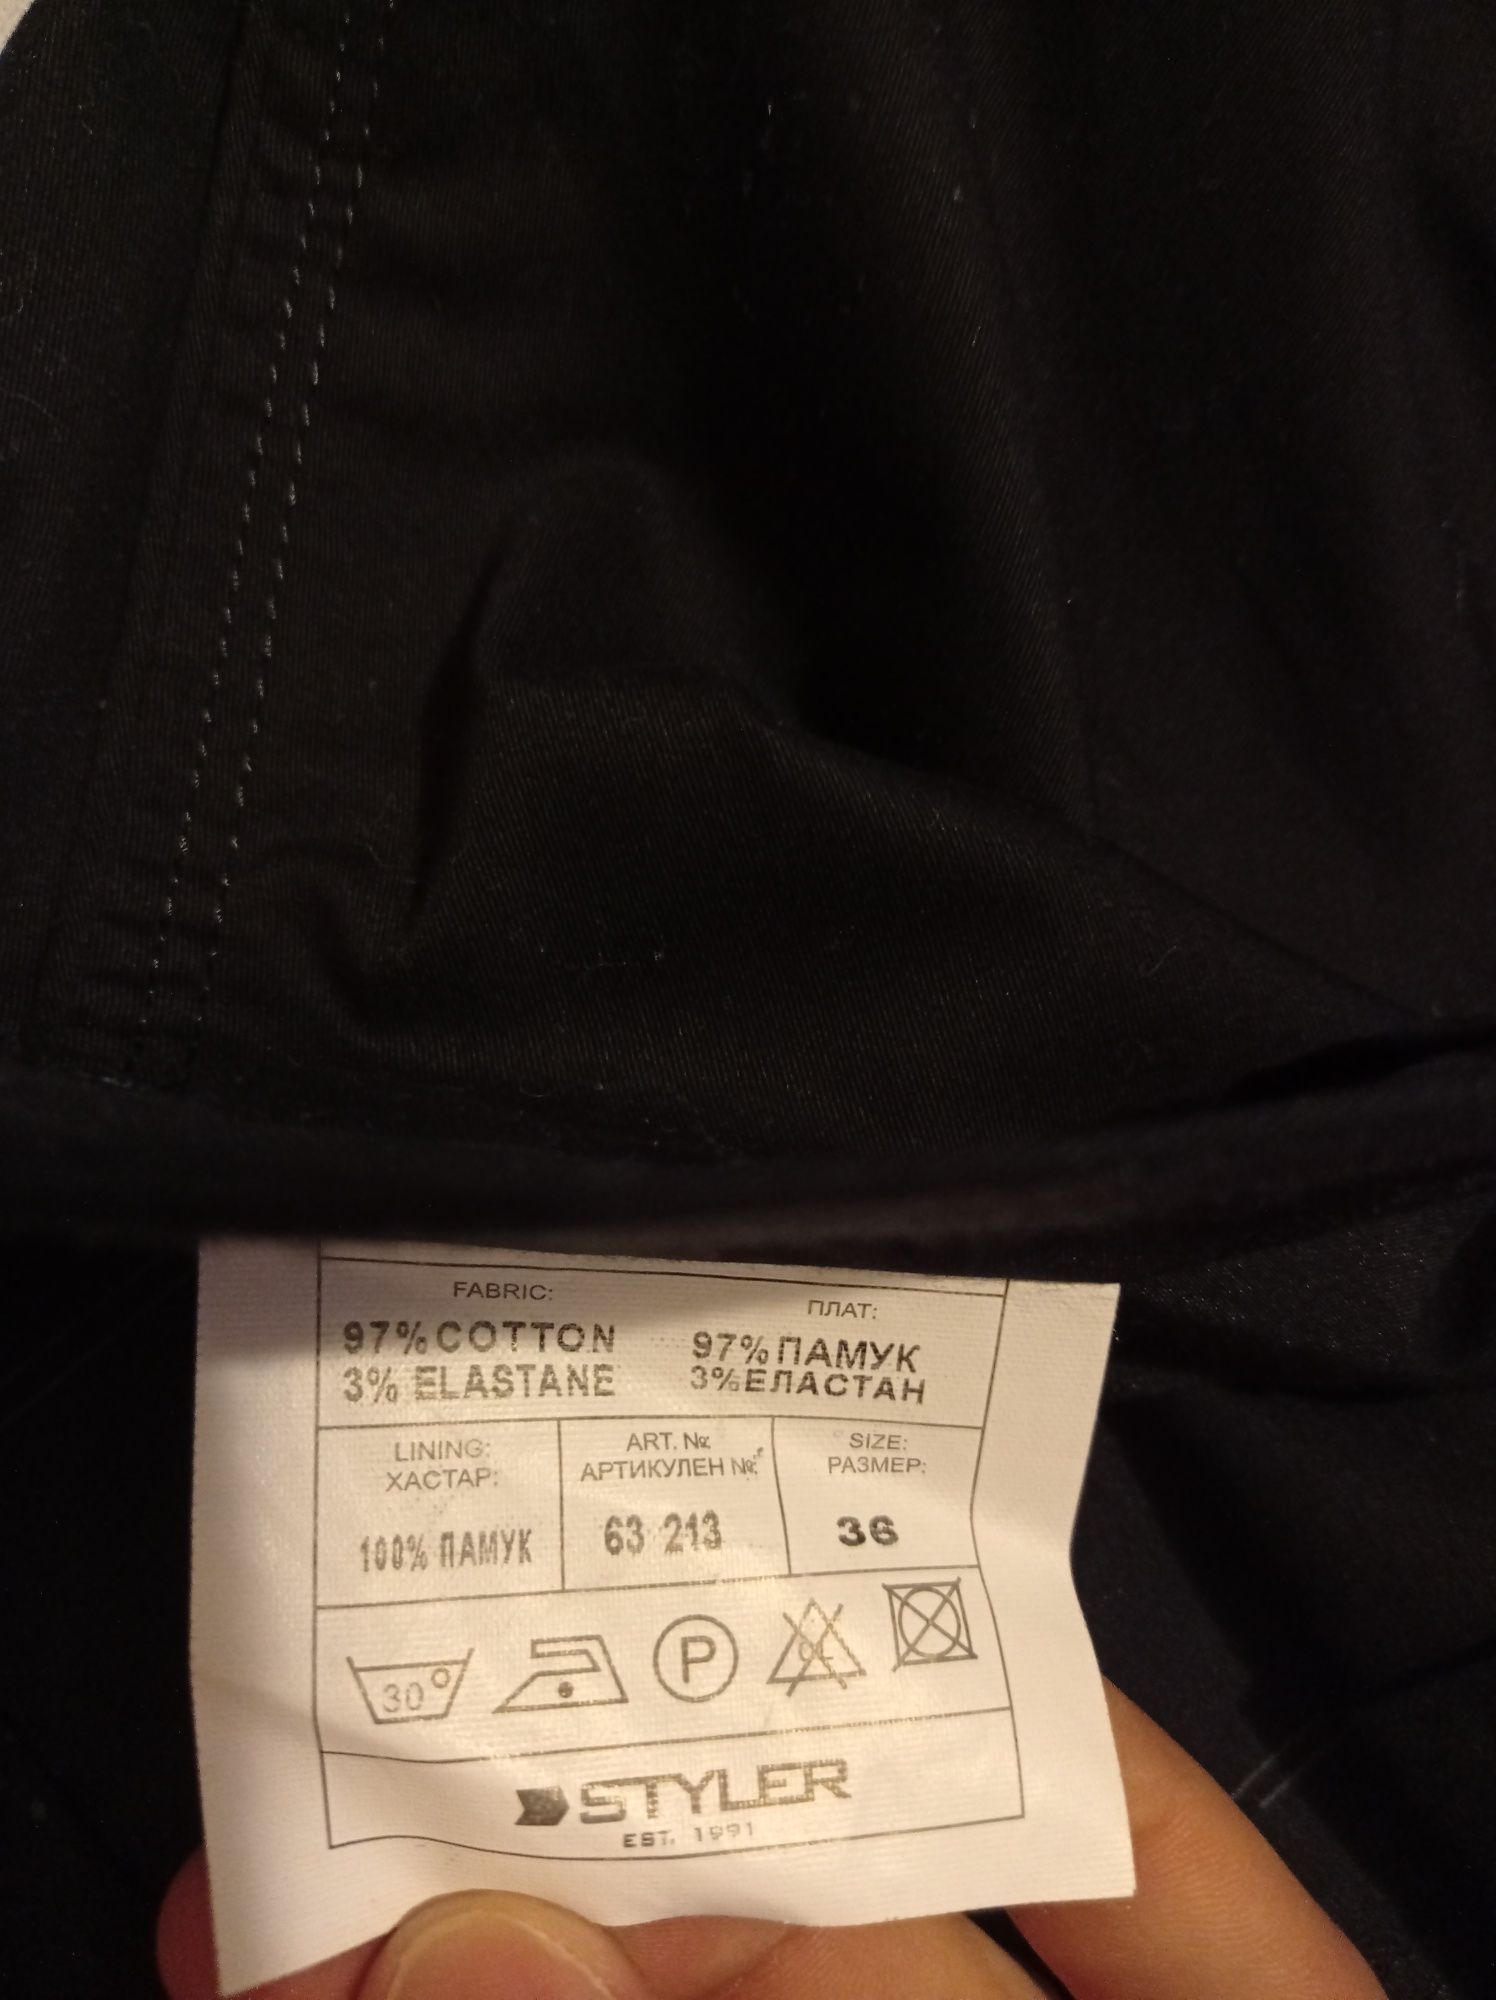 FABRIC:
97% COTTON
3% ELASTANE
ПЛАТ:
97% ПАМУК
3% ЕЛАСТАН
LINING:
ХАСТАР:
100% ПАМУК
ART. №:
АРТИКУЛЕН №:
63 213
SIZE:
РАЗМЕР:
36
30°
P
CL
STYLER
EST. 1991